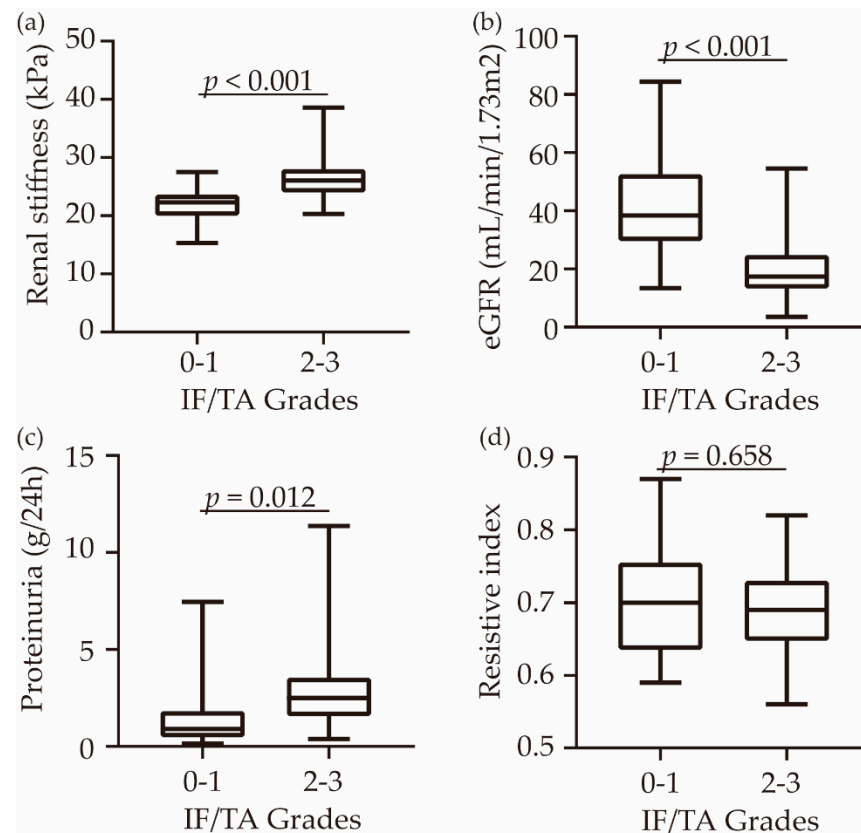 (a)
Renal stiffness (kPa)
50
40
30
20
10
0
p < 0.001
0-1
2-3
IF/TA Grades
(b)
eGFR (mL/min/1.73m2)
100
80
60
40
20
0
p < 0.001
0-1
2-3
IF/TA Grades
(c)
Proteinuria (g/24h)
15
10
5
0
p = 0.012
0-1
2-3
IF/TA Grades
(d)
Resistive index
0.9
0.8
0.7
0.6
0.5
p = 0.658
0-1
2-3
IF/TA Grades